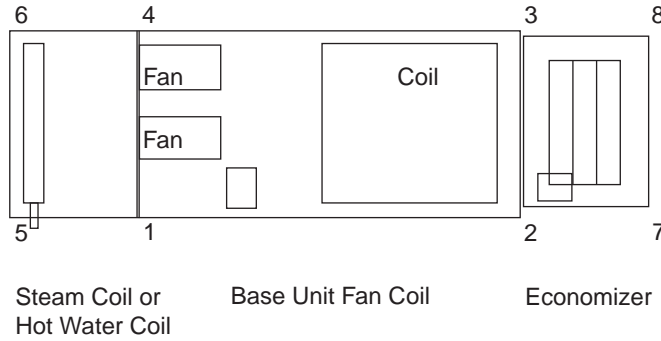 6 4 3 8
Fan Coil
Fan
5 1 2 7
Steam Coil or Base Unit Fan Coil Economizer
Hot Water Coil